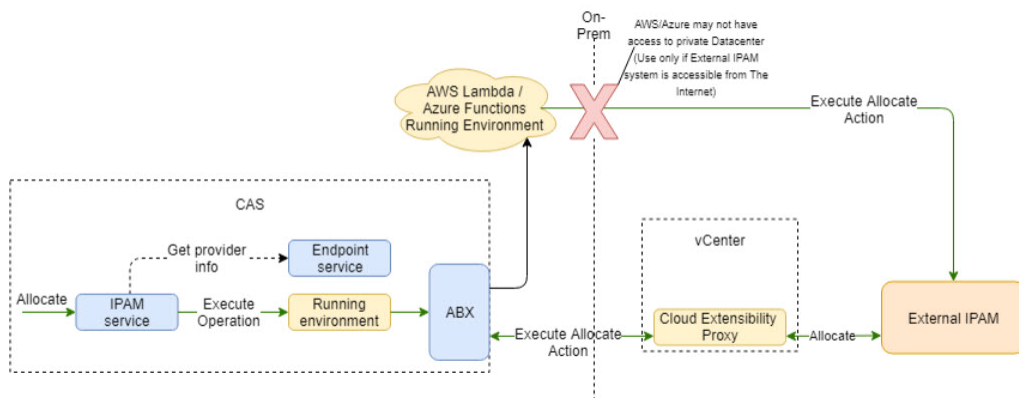 On-
Prem
AWS/Azure may not have
access to private Datacenter
(Use only if External IPAM
system is accessible from The
Internet)
AWS Lambda /
Azure Functions
Running Environment
Execute Allocate
Action
CAS
Get provider
info
Endpoint
service
vCenter
Allocate
IPAM
service
Execute
Operation
Running
environment
ABX
Execute Allocate
Action
Cloud Extensibility
Proxy
Allocate
External IPAM